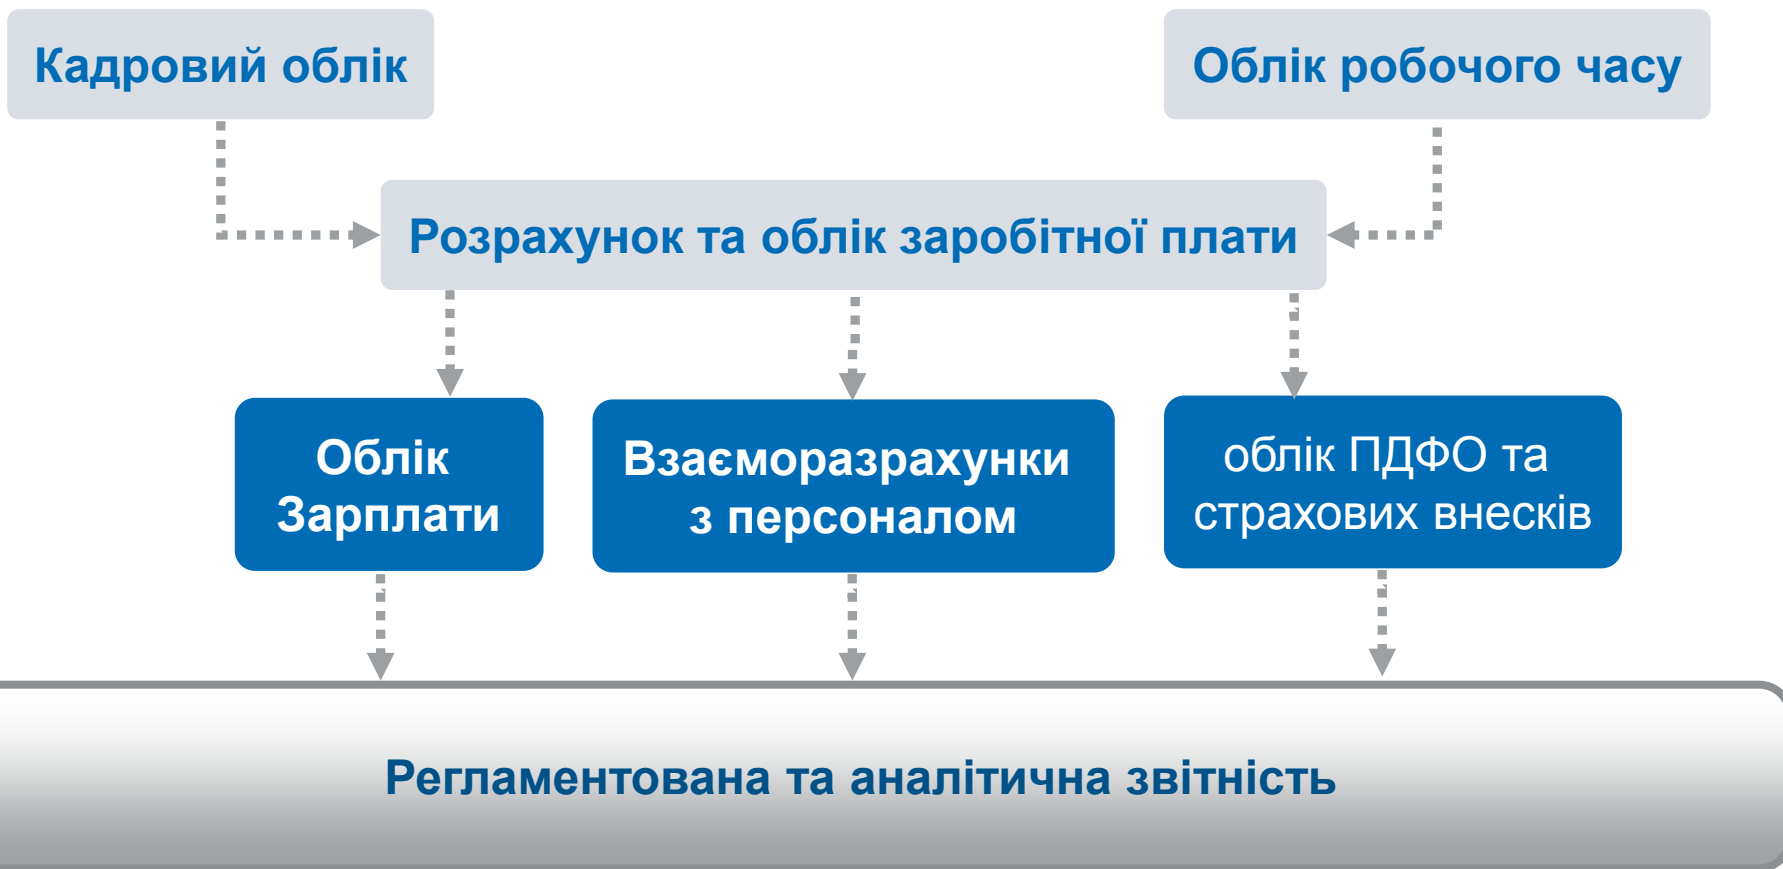 Кадровий облік
Облік робочого часу
Розрахунок та облік заробітної плати
Облік
Зарплати
Взаєморазрахунки
з персоналом
облік ПДФО та
страхових внесків
Регламентована та аналітична звітність